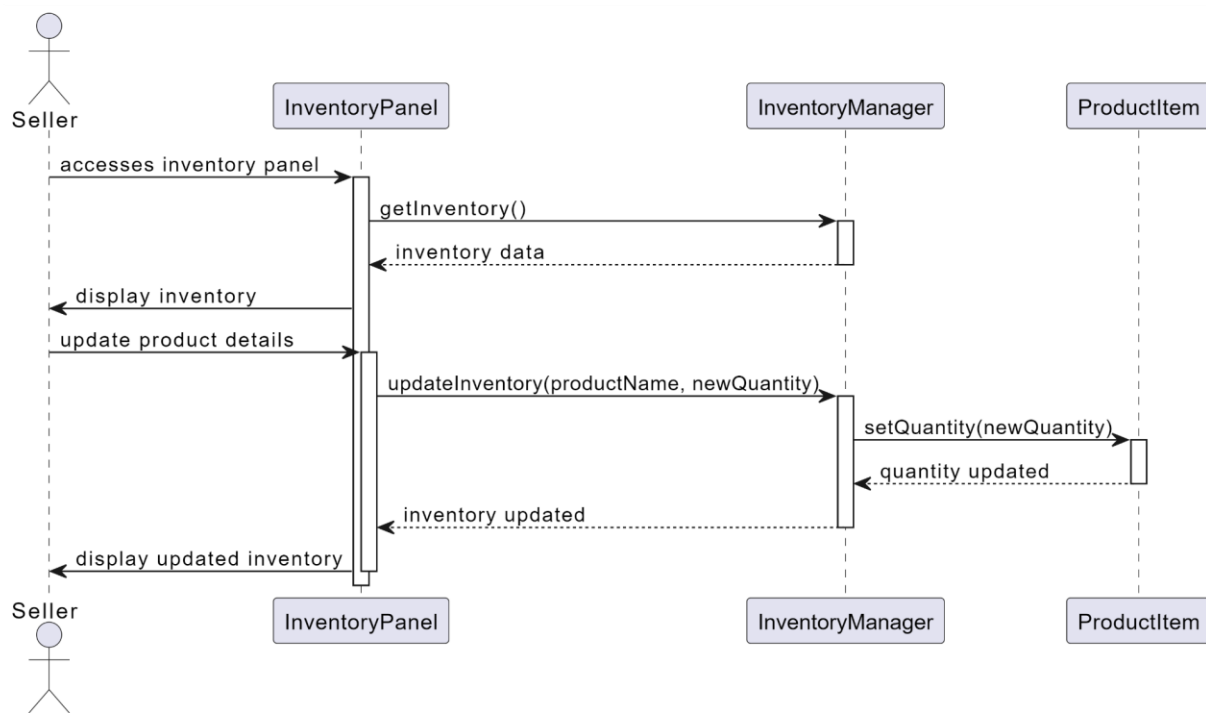 Seller
InventoryPanel
InventoryManager
ProductItem
accesses inventory panel
getInventory()
inventory data
display inventory
update product details
updateInventory(productName, newQuantity)
setQuantity(newQuantity)
quantity updated
inventory updated
display updated inventory
Seller
InventoryPanel
InventoryManager
ProductItem